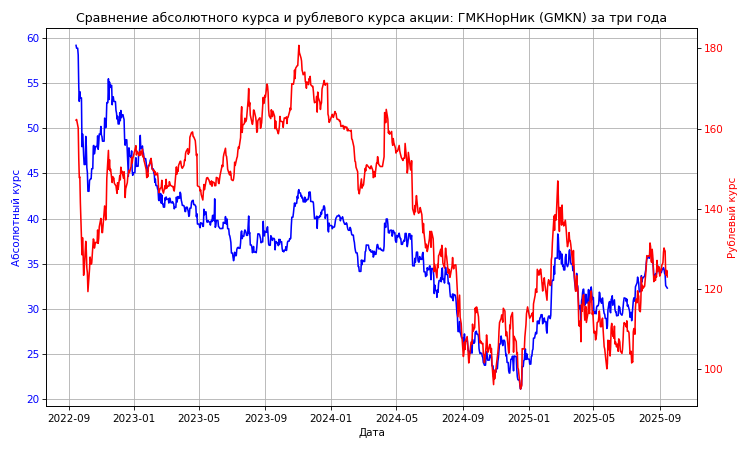 Сравнение абсолютного курса и рублевого курса акции: ГМКНорНик (GMKN) за три года
60
55
50
45
40
35
30
25
20
Абсолютный курс
180
160
140
120
100
Рублевый курс
2022-09 2023-01 2023-05 2023-09 2024-01 2024-05 2024-09 2025-01 2025-05 2025-09
Дата